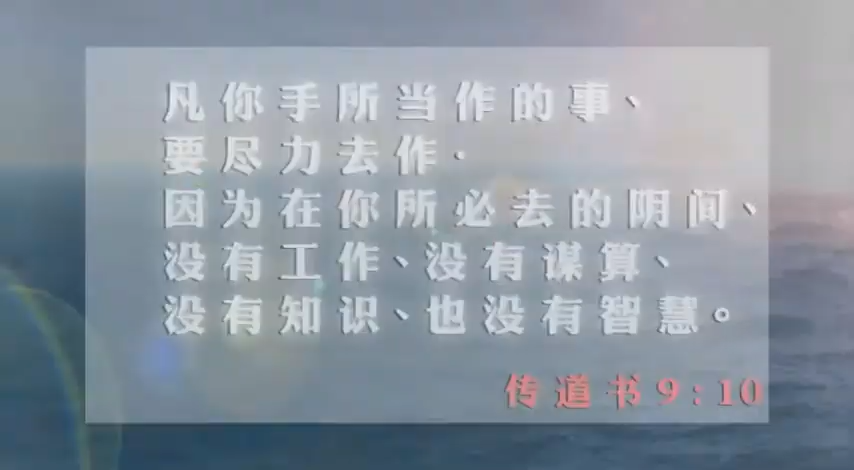 凡你手所当作的事、
要尽力去作．
因为在你所必去的阴间、
没有工作、没有谋算、
没有知识、也没有智慧。
传道书9:10